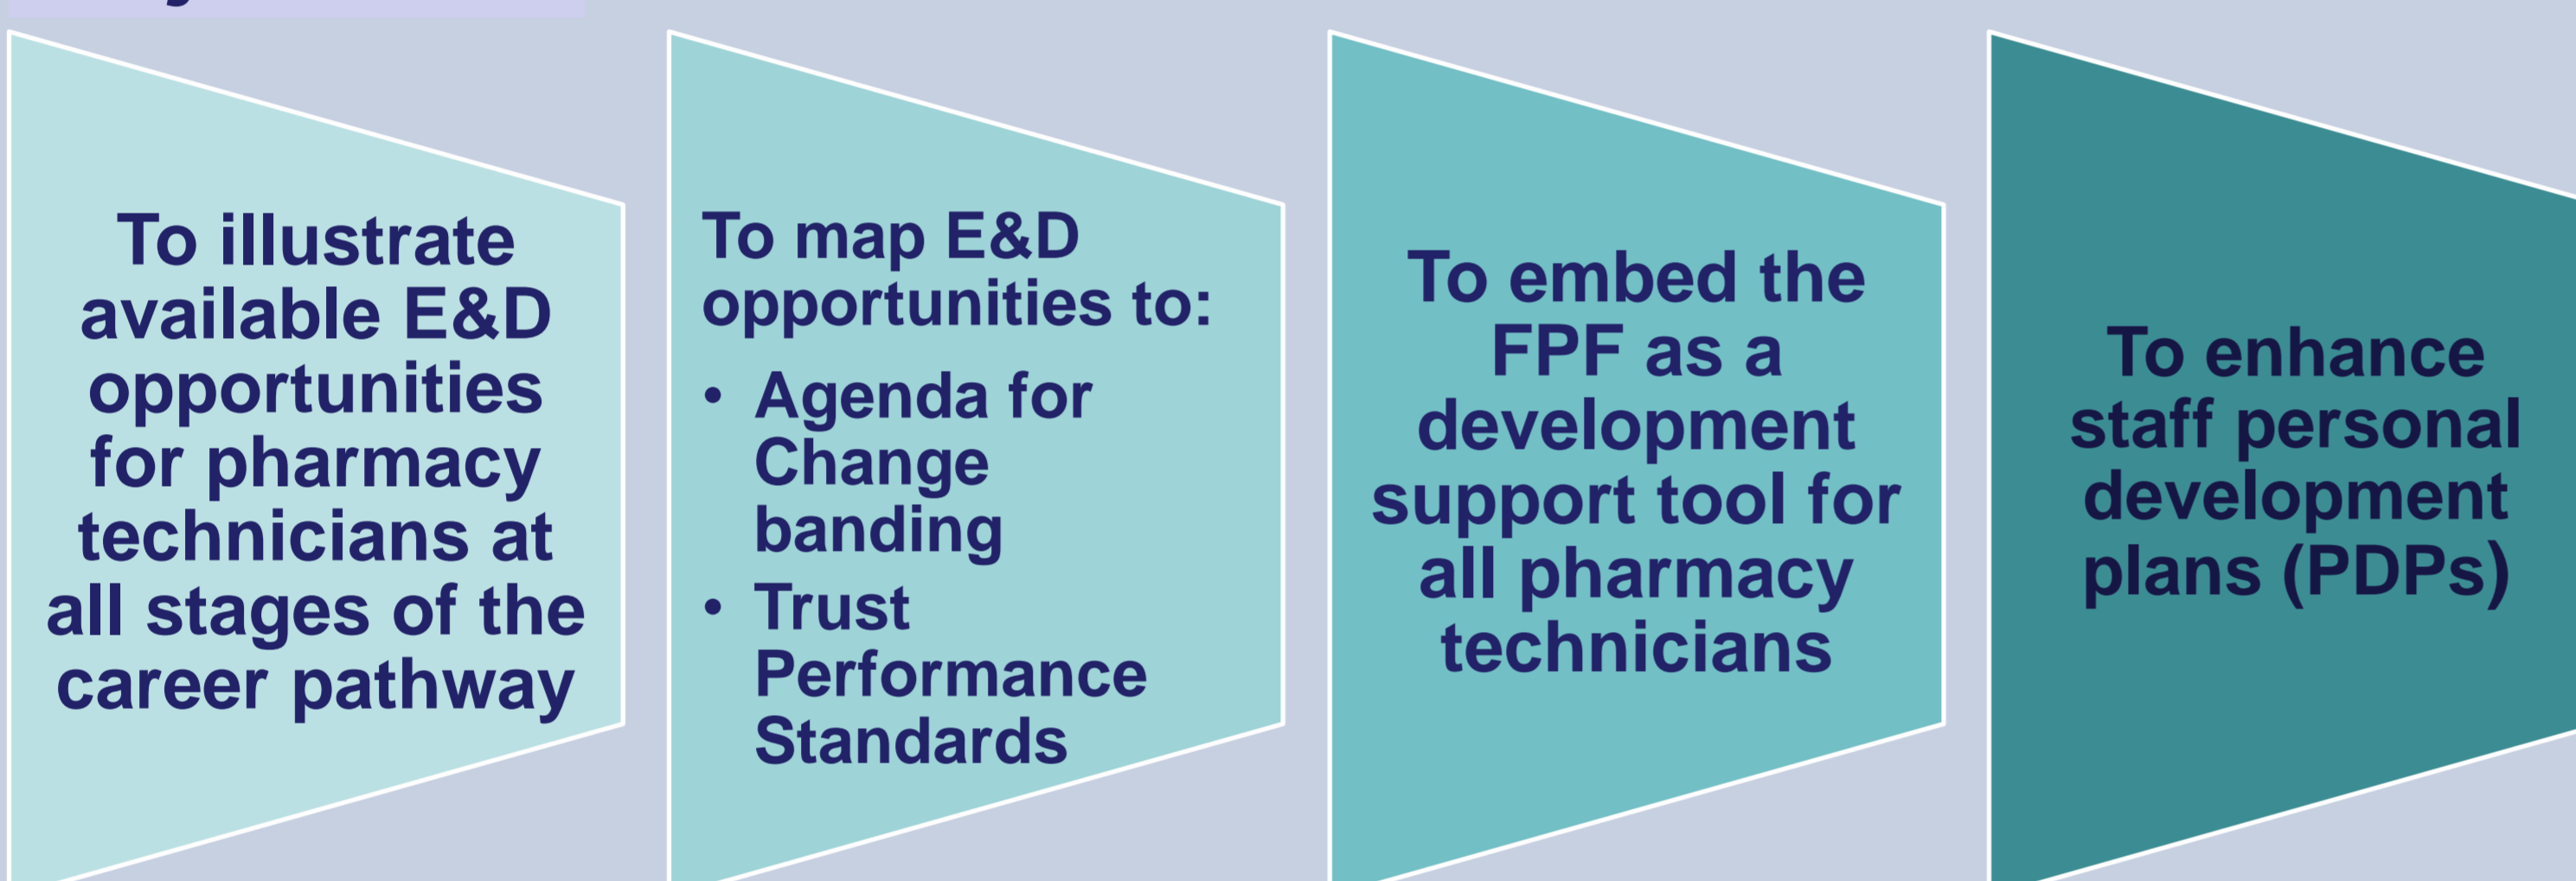 To illustrate
available E&D
opportunities
for pharmacy
technicians at
all stages of the
career pathway
To map E&D
opportunities to:
• Agenda for
Change
banding
• Trust
Performance
Standards
To embed the
FPF as a
development
support tool for
all pharmacy
technicians
To enhance
staff personal
development
plans (PDPs)